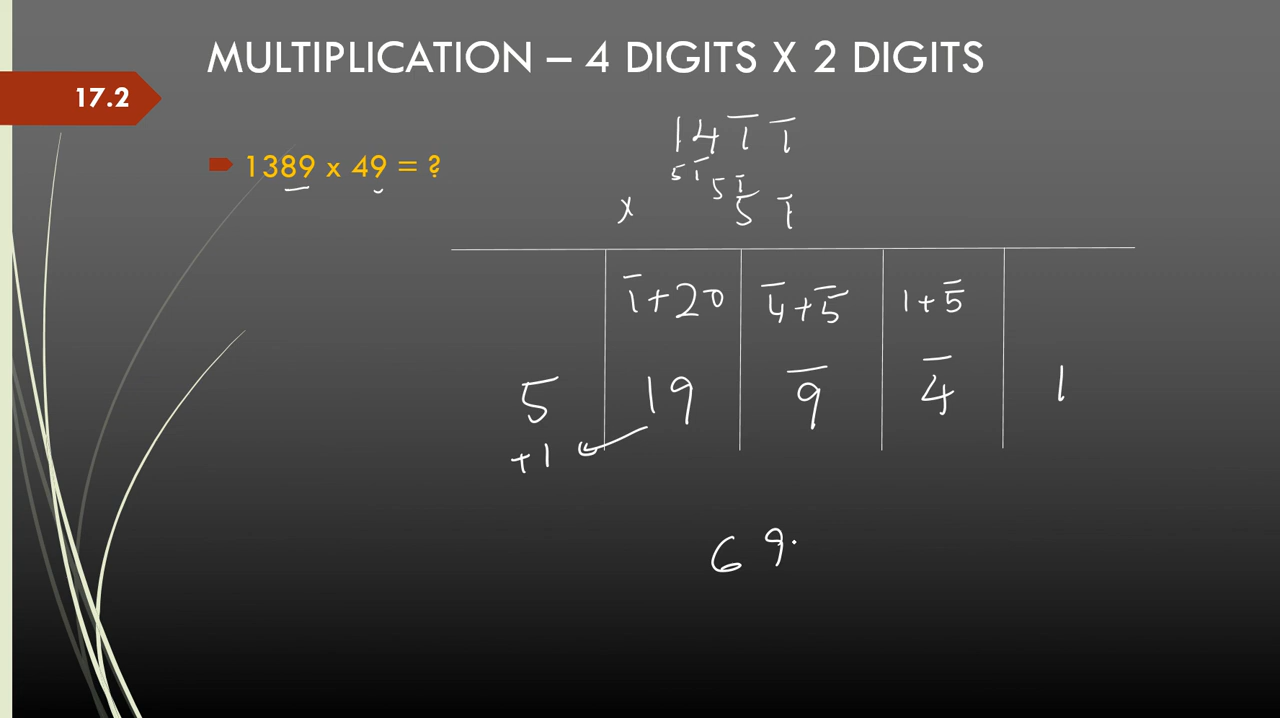 MULTIPLICATION – 4 DIGITS X 2 DIGITS
17.2
1389 x 49 = ?
1 4 1̅ 1̅
5 1̅ 5 1̅
x 5 1̅
1̅+20 4̅+5̅ 1+5̅
5 19 9̅ 4̅ 1
+1
6 9